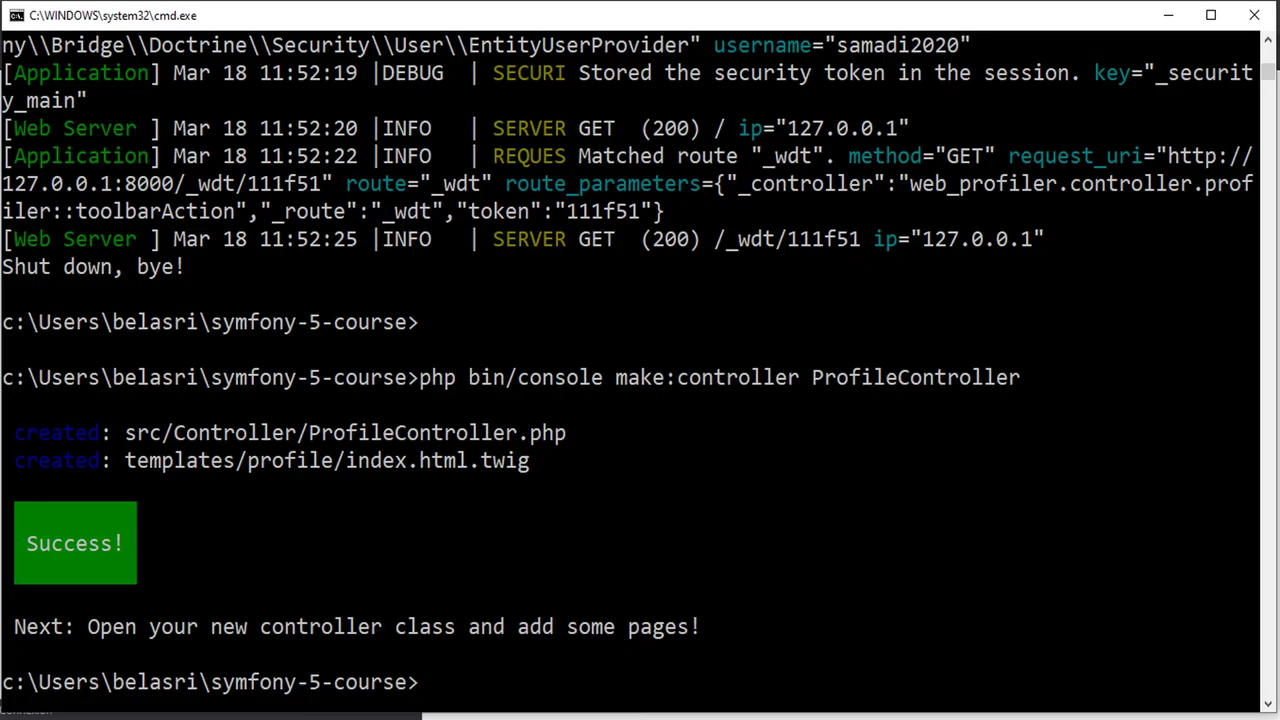 C:\WINDOWS\system32\cmd.exe
ny\\Bridge\\Doctrine\\Security\\User\\EntityUserProvider" username="samadi2020"
[Application] Mar 18 11:52:19 |DEBUG  | SECURI Stored the security token in the session. key="_securit
y_main"
[Web Server ] Mar 18 11:52:20 |INFO   | SERVER GET  (200) / ip="127.0.0.1"
[Application] Mar 18 11:52:22 |INFO   | REQUES Matched route "_wdt". method="GET" request_uri="http://
127.0.0.1:8000/_wdt/111f51" route="_wdt" route_parameters={"_controller":"web_profiler.controller.prof
iler::toolbarAction","_route":"_wdt","token":"111f51"}
[Web Server ] Mar 18 11:52:25 |INFO   | SERVER GET  (200) /_wdt/111f51 ip="127.0.0.1"
Shut down, bye!
c:\Users\belasri\symfony-5-course>
c:\Users\belasri\symfony-5-course>php bin/console make:controller ProfileController
created: src/Controller/ProfileController.php
created: templates/profile/index.html.twig
Success!
Next: Open your new controller class and add some pages!
c:\Users\belasri\symfony-5-course>